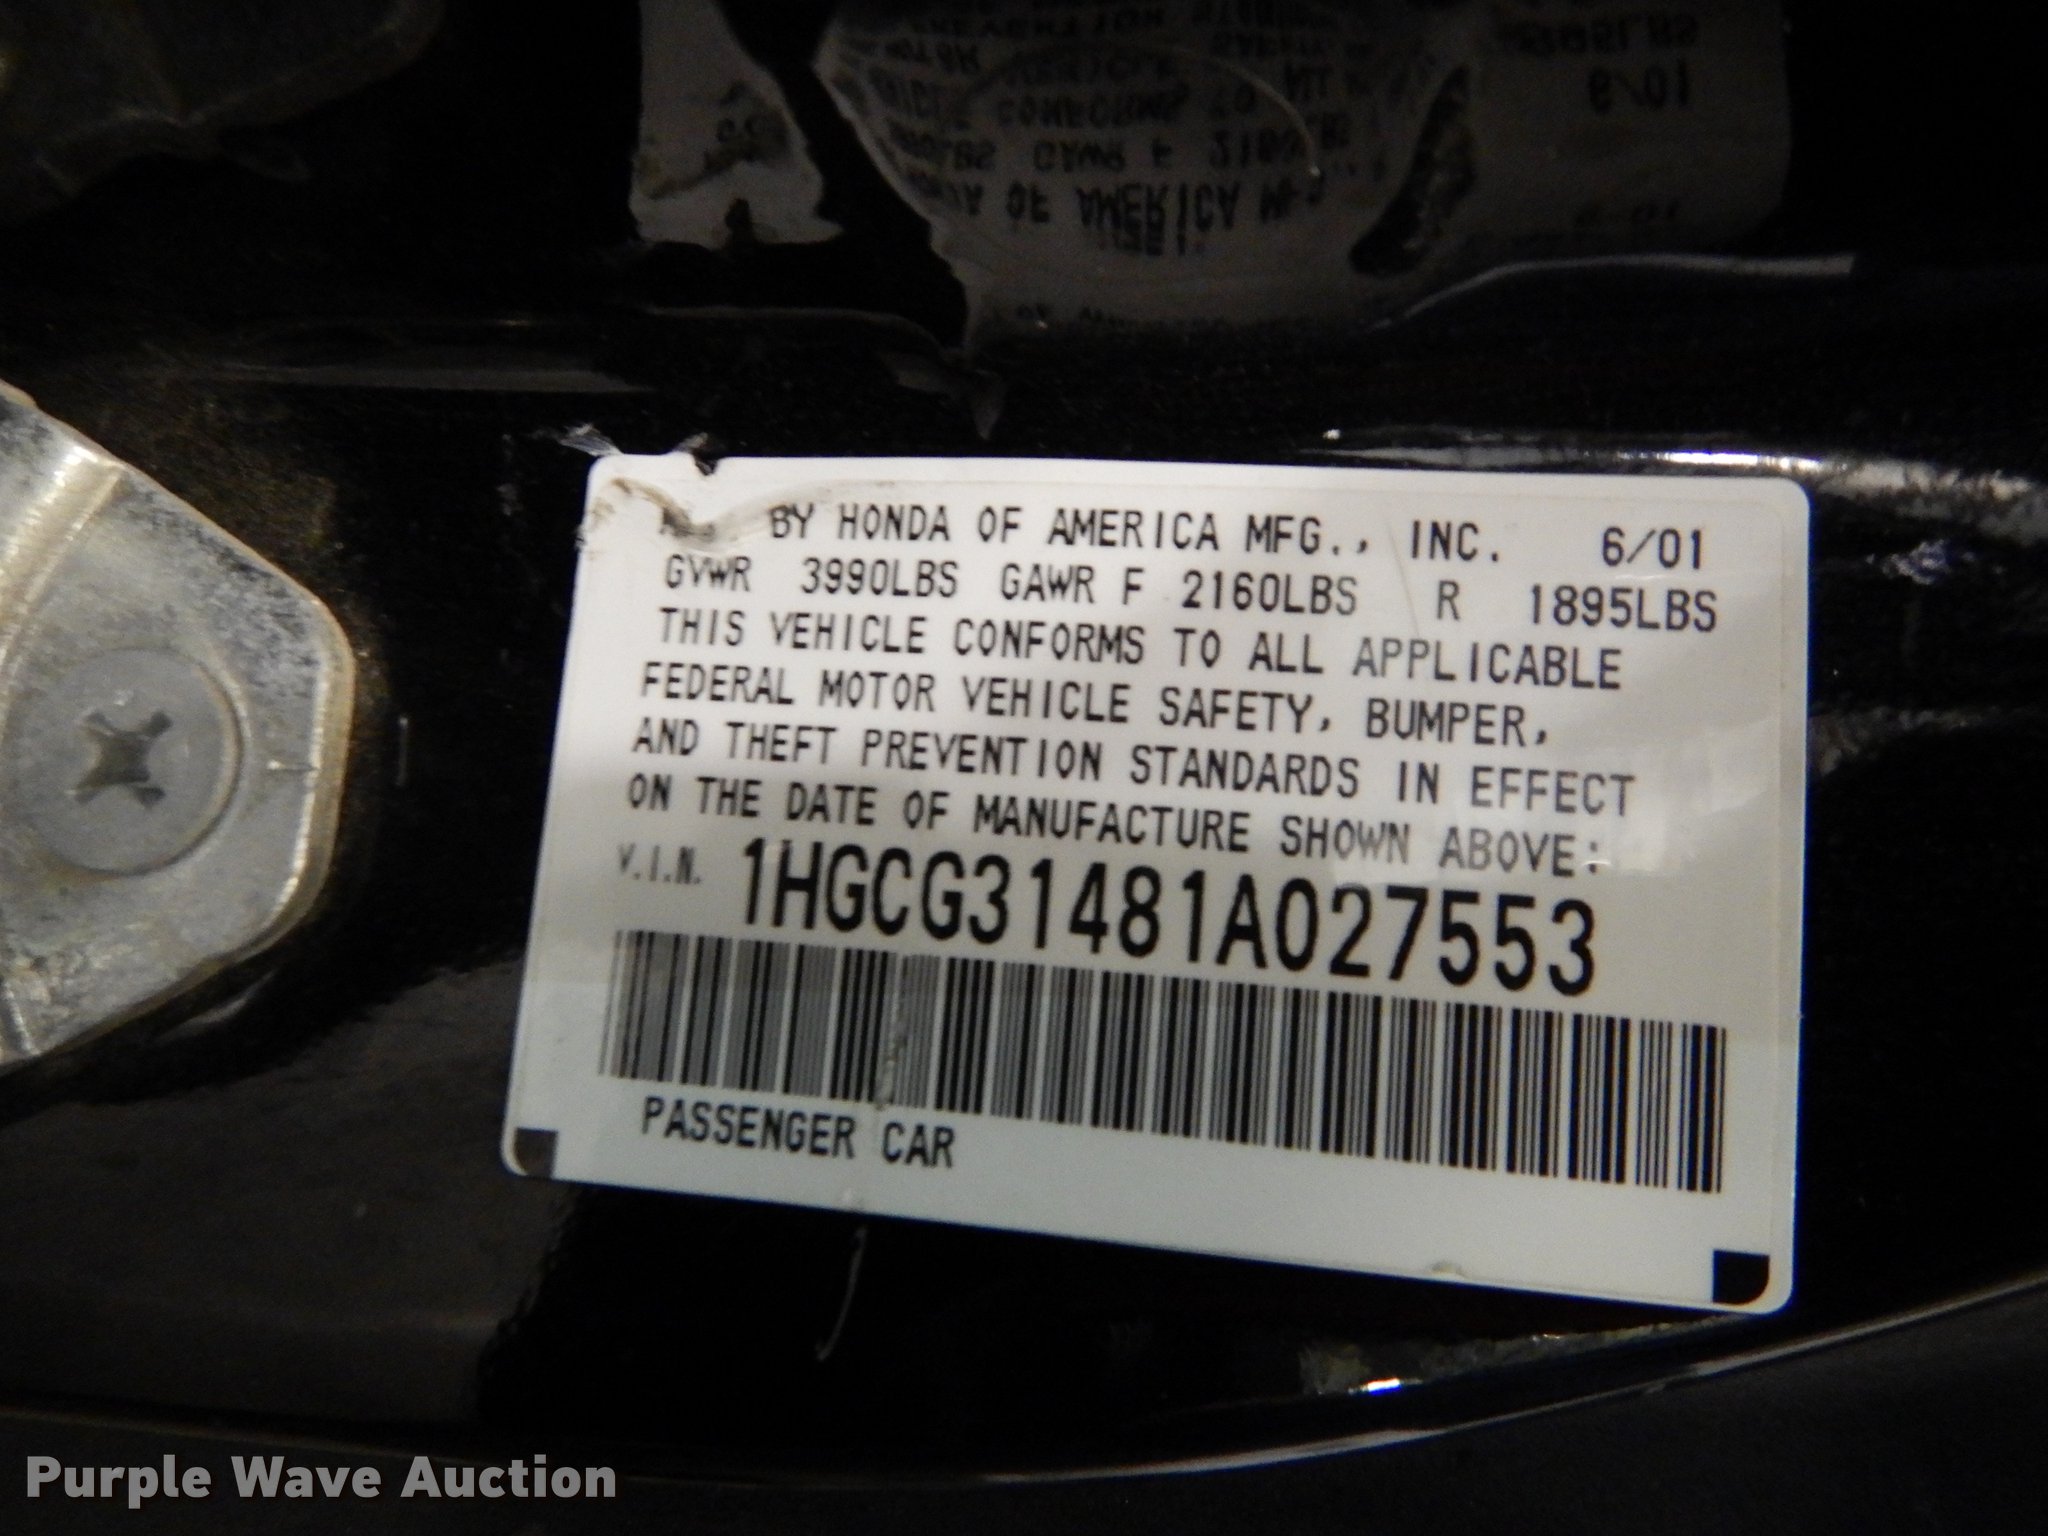 BY HONDA OF AMERICA MFG., INC. 6/01
GVWR 3990LBS GAWR F 2160LBS R 1895LBS
THIS VEHICLE CONFORMS TO ALL APPLICABLE
FEDERAL MOTOR VEHICLE SAFETY, BUMPER,
AND THEFT PREVENTION STANDARDS IN EFFECT
ON THE DATE OF MANUFACTURE SHOWN ABOVE:
V.I.N. 1HGCG31481A027553
PASSENGER CAR
Purple Wave Auction